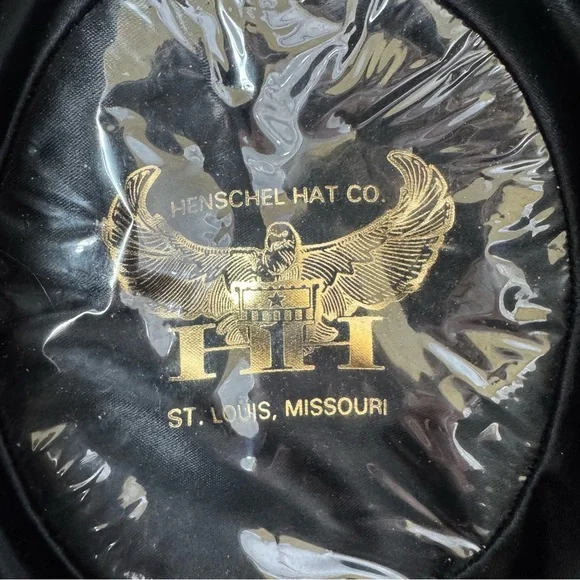 HENSCHEL HAT CO.
HH
ST. LOUIS, MISSOURI